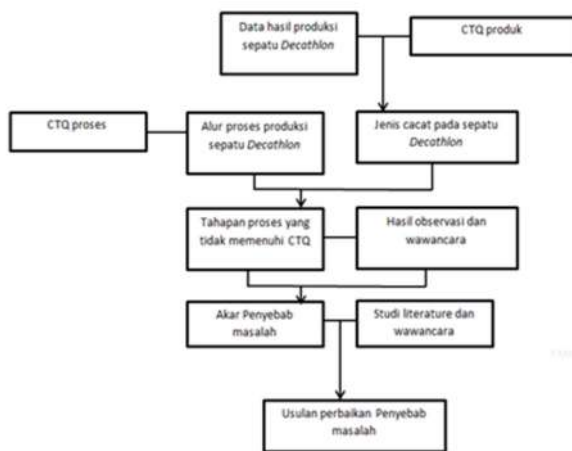 Data hasil produksi
sepatu Decathlon
CTQ produk
CTQ proses
Alur proses produksi
sepatu Decathlon
Jenis cacat pada sepatu
Decathlon
Tahapan proses yang
tidak memenuhi CTQ
Hasil observasi dan
wawancara
Akar Penyebab
masalah
Studi literature dan
wawancara
Usulan perbaikan Penyebab
masalah